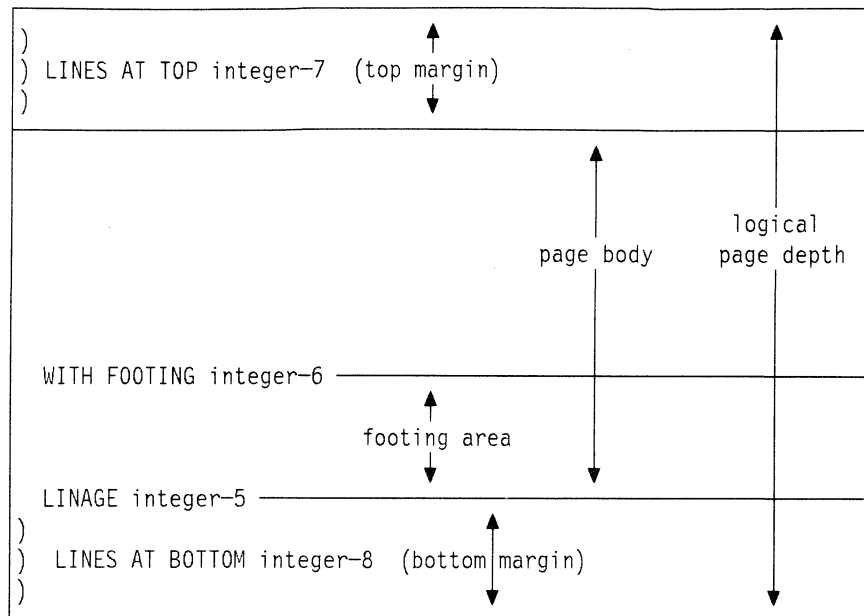 )
) LINES AT TOP integer-7 (top margin)
)
logical
page body page depth
WITH FOOTING integer-6
footing area
LINAGE integer-5
)
) LINES AT BOTTOM integer-8 (bottom margin)
)